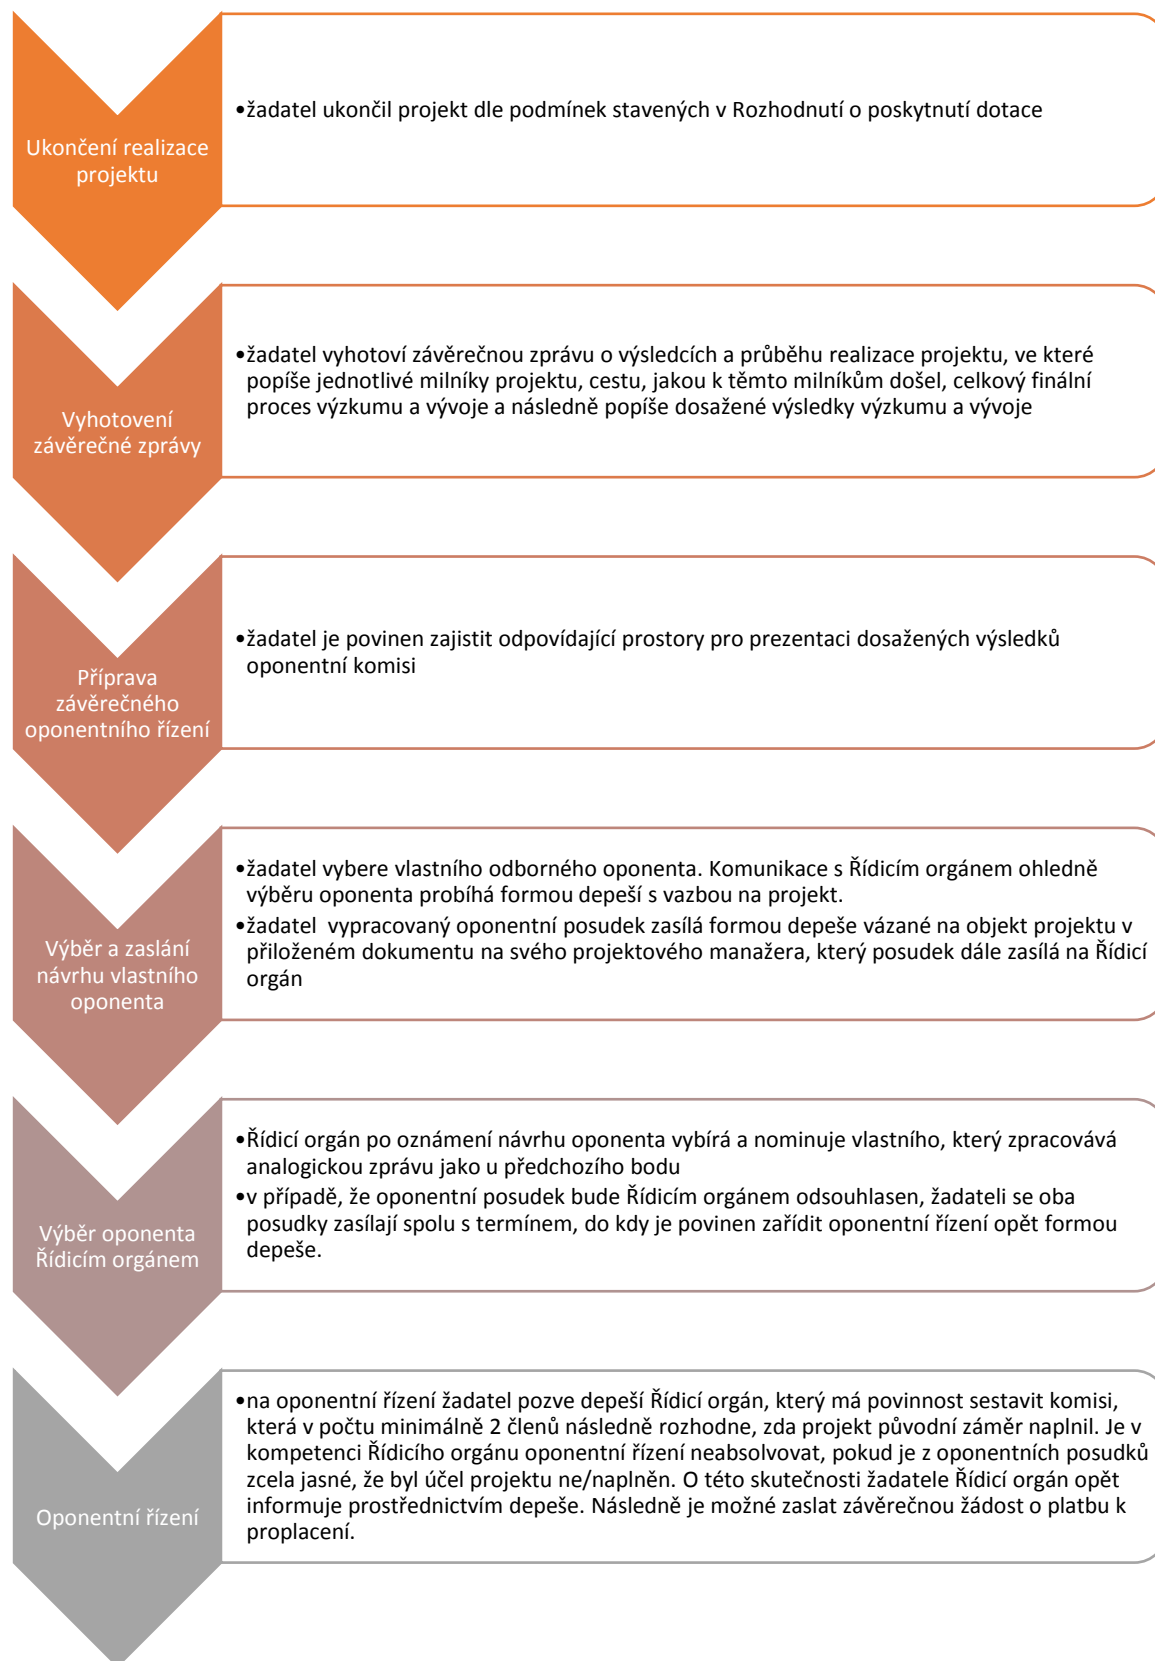 Ukončení realizace
projektu
•žadatel ukončil projekt dle podmínek stavených v Rozhodnutí o poskytnutí dotace
Vyhotovení
závěrečné zprávy
•žadatel vyhotoví závěrečnou zprávu o výsledcích a průběhu realizace projektu, ve které
popíše jednotlivé milníky projektu, cestu, jakou k těmto milníkům došel, celkový finální
proces výzkumu a vývoje a následně popíše dosažené výsledky výzkumu a vývoje
Příprava
závěrečného
oponentního řízení
•žadatel je povinen zajistit odpovídající prostory pro prezentaci dosažených výsledků
oponentní komisi
Výběr a zaslání
návrhu vlastního
oponenta
•žadatel vybere vlastního odborného oponenta. Komunikace s Řídicím orgánem ohledně
výběru oponenta probíhá formou depeší s vazbou na projekt.
•žadatel  vypracovaný oponentní posudek zasílá formou depeše vázané na objekt projektu v
přiloženém dokumentu na svého projektového manažera, který posudek dále zasílá na Řídicí
orgán
Výběr oponenta
Řídicím orgánem
•Řídicí orgán po oznámení návrhu oponenta vybírá a nominuje vlastního, který zpracovává
analogickou zprávu jako u předchozího bodu
•v případě, že oponentní posudek bude Řídicím orgánem odsouhlasen, žadateli se oba
posudky zasílají spolu s termínem, do kdy je povinen zařídit oponentní řízení opět formou
depeše.
Oponentní řízení
•na oponentní řízení žadatel pozve depeší Řídicí orgán, který má povinnost sestavit komisi,
která v počtu minimálně 2 členů následně rozhodne, zda projekt původní záměr naplnil. Je v
kompetenci Řídicího orgánu oponentní řízení neabsolvovat, pokud je z oponentních posudků
zcela jasné, že byl účel projektu ne/naplněn. O této skutečnosti žadatele Řídicí orgán opět
informuje prostřednictvím depeše. Následně je možné zaslat závěrečnou žádost o platbu k
proplacení.